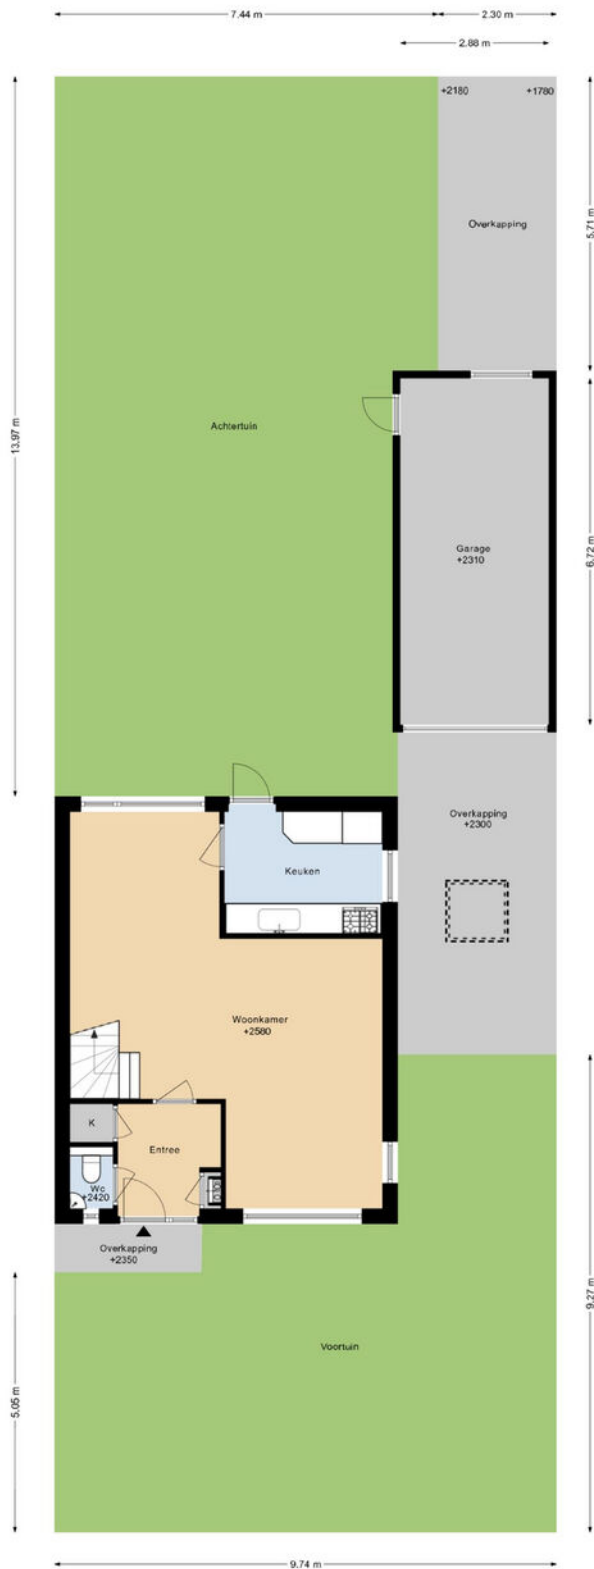 7.44 m
2.30 m
2.88 m
+2180
+1780
Overkapping
5.71 m
13.97 m
Achtertuin
Garage
+2310
6.72 m
Overkapping
+2300
Keuken
Woonkamer
+2580
K
Entree
Wc
+2420
Overkapping
+2350
Voortuin
9.27 m
5.05 m
9.74 m